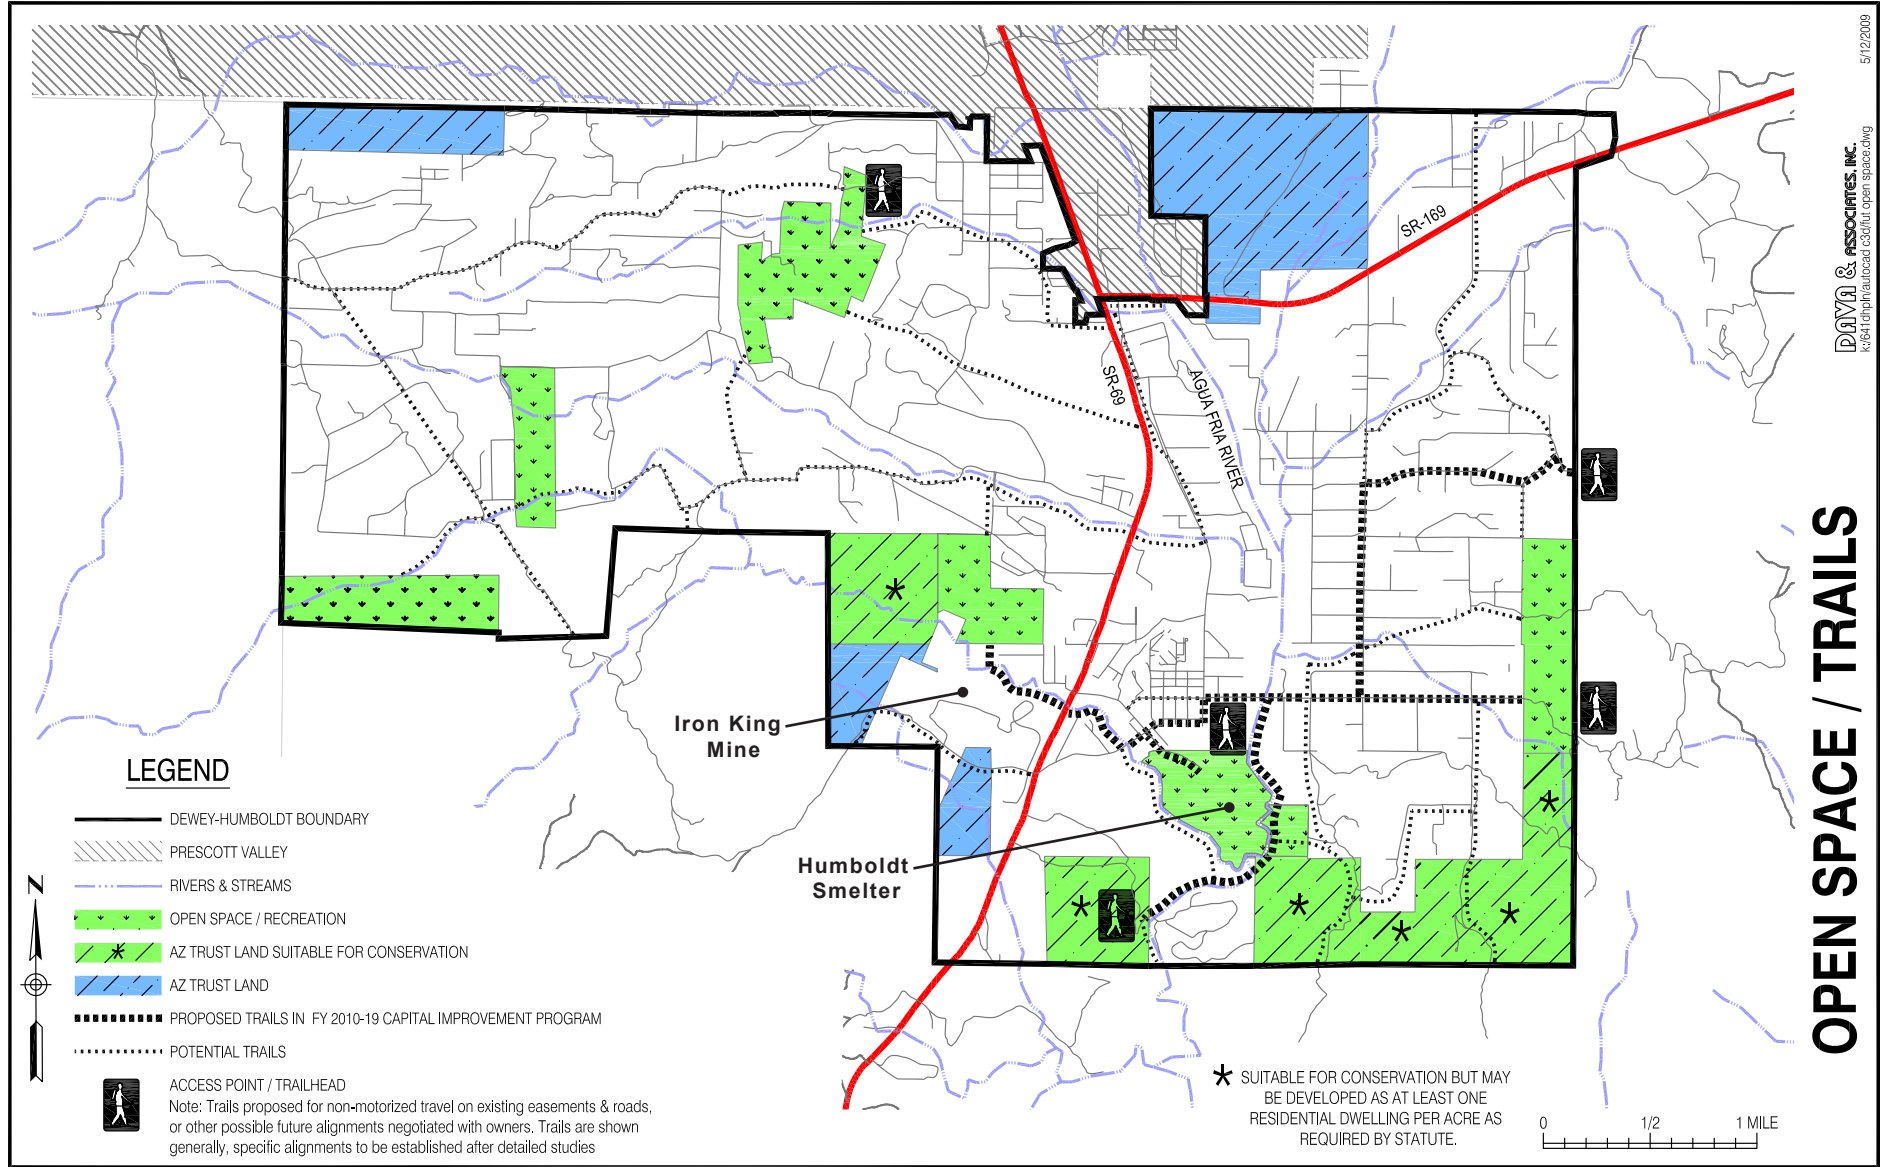 5/12/2009
DAVA & ASSOCIATES, INC.
k:/641dhpln/autocad c3d/fut open space.dwg
OPEN SPACE / TRAILS
SR-169
SR-69
AGUA FRIA RIVER
Iron King
Mine
Humboldt
Smelter
LEGEND
DEWEY-HUMBOLDT BOUNDARY
PRESCOTT VALLEY
RIVERS & STREAMS
OPEN SPACE / RECREATION
AZ TRUST LAND SUITABLE FOR CONSERVATION
AZ TRUST LAND
PROPOSED TRAILS IN FY 2010-19 CAPITAL IMPROVEMENT PROGRAM
POTENTIAL TRAILS
ACCESS POINT / TRAILHEAD
Note: Trails proposed for non-motorized travel on existing easements & roads,
or other possible future alignments negotiated with owners. Trails are shown
generally, specific alignments to be established after detailed studies
N
* SUITABLE FOR CONSERVATION BUT MAY
BE DEVELOPED AS AT LEAST ONE
RESIDENTIAL DWELLING PER ACRE AS
REQUIRED BY STATUTE.
0 1/2 1 MILE